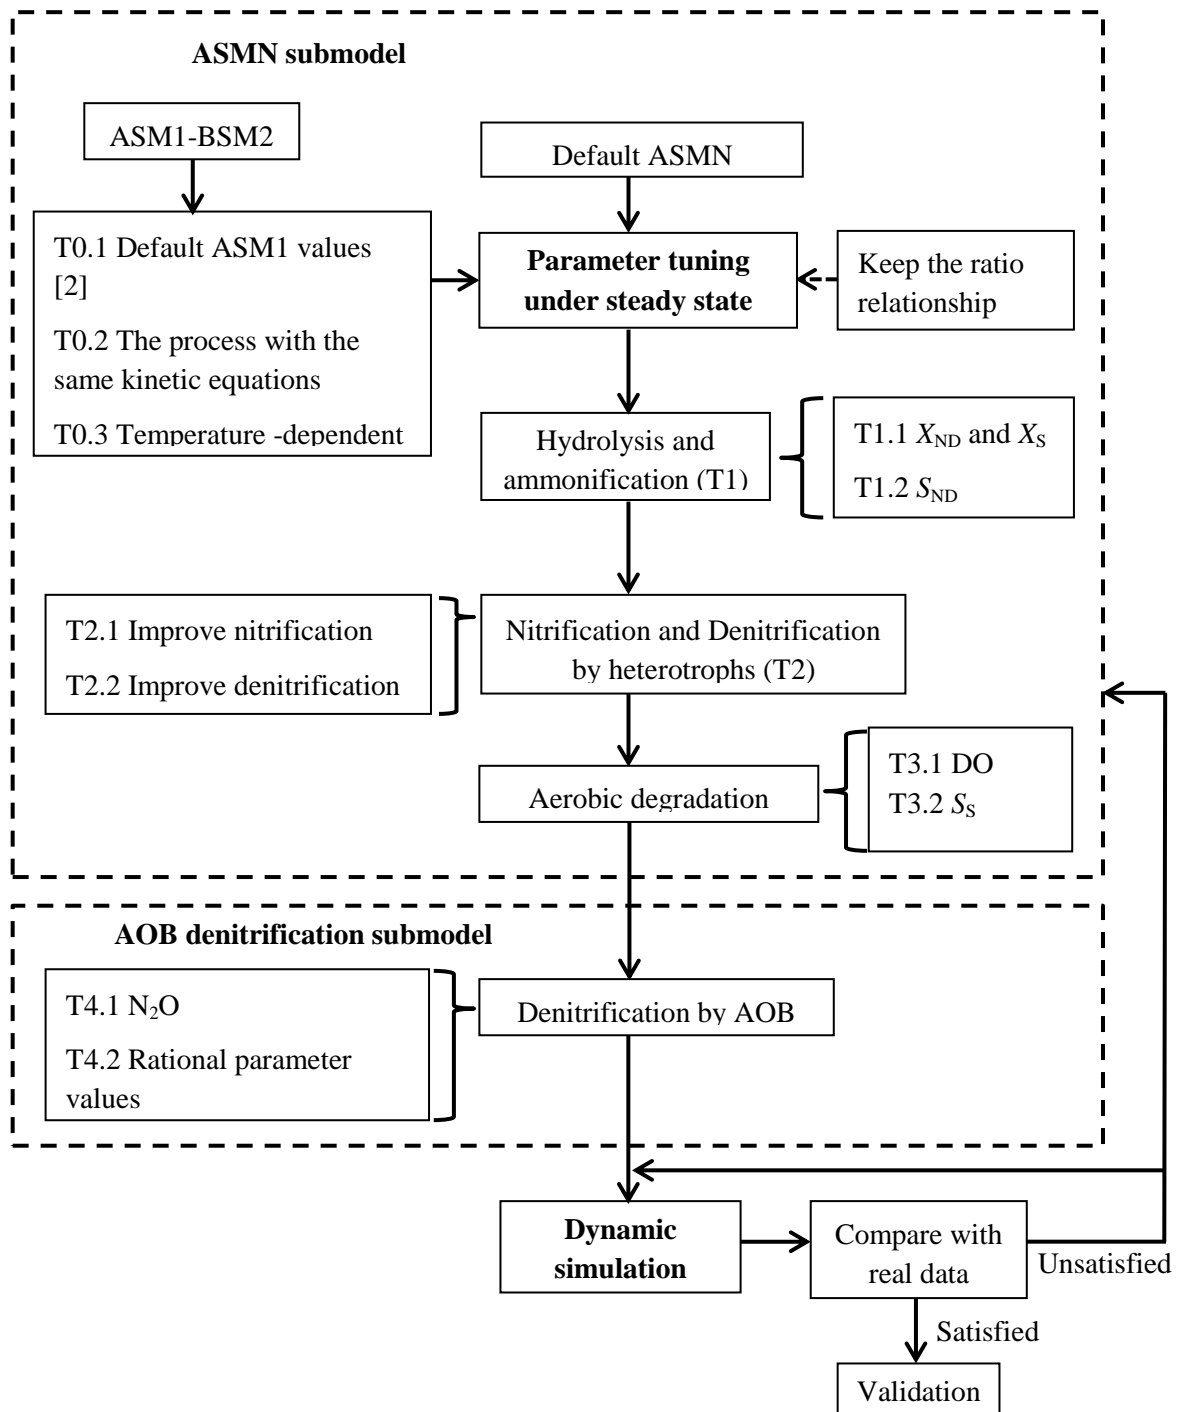 ASMN submodel
ASM1-BSM2
Default ASMN
T0.1 Default ASM1 values
[2]
T0.2 The process with the
same kinetic equations
T0.3 Temperature -dependent
Parameter tuning
under steady state
Keep the ratio
relationship
Hydrolysis and
ammonification (T1)
T1.1 X_ND and X_S
T1.2 S_ND
T2.1 Improve nitrification
T2.2 Improve denitrification
Nitrification and Denitrification
by heterotrophs (T2)
Aerobic degradation
T3.1 DO
T3.2 S_S
AOB denitrification submodel
T4.1 N₂O
T4.2 Rational parameter
values
Denitrification by AOB
Dynamic
simulation
Compare with
real data
Unsatisfied
Satisfied
Validation